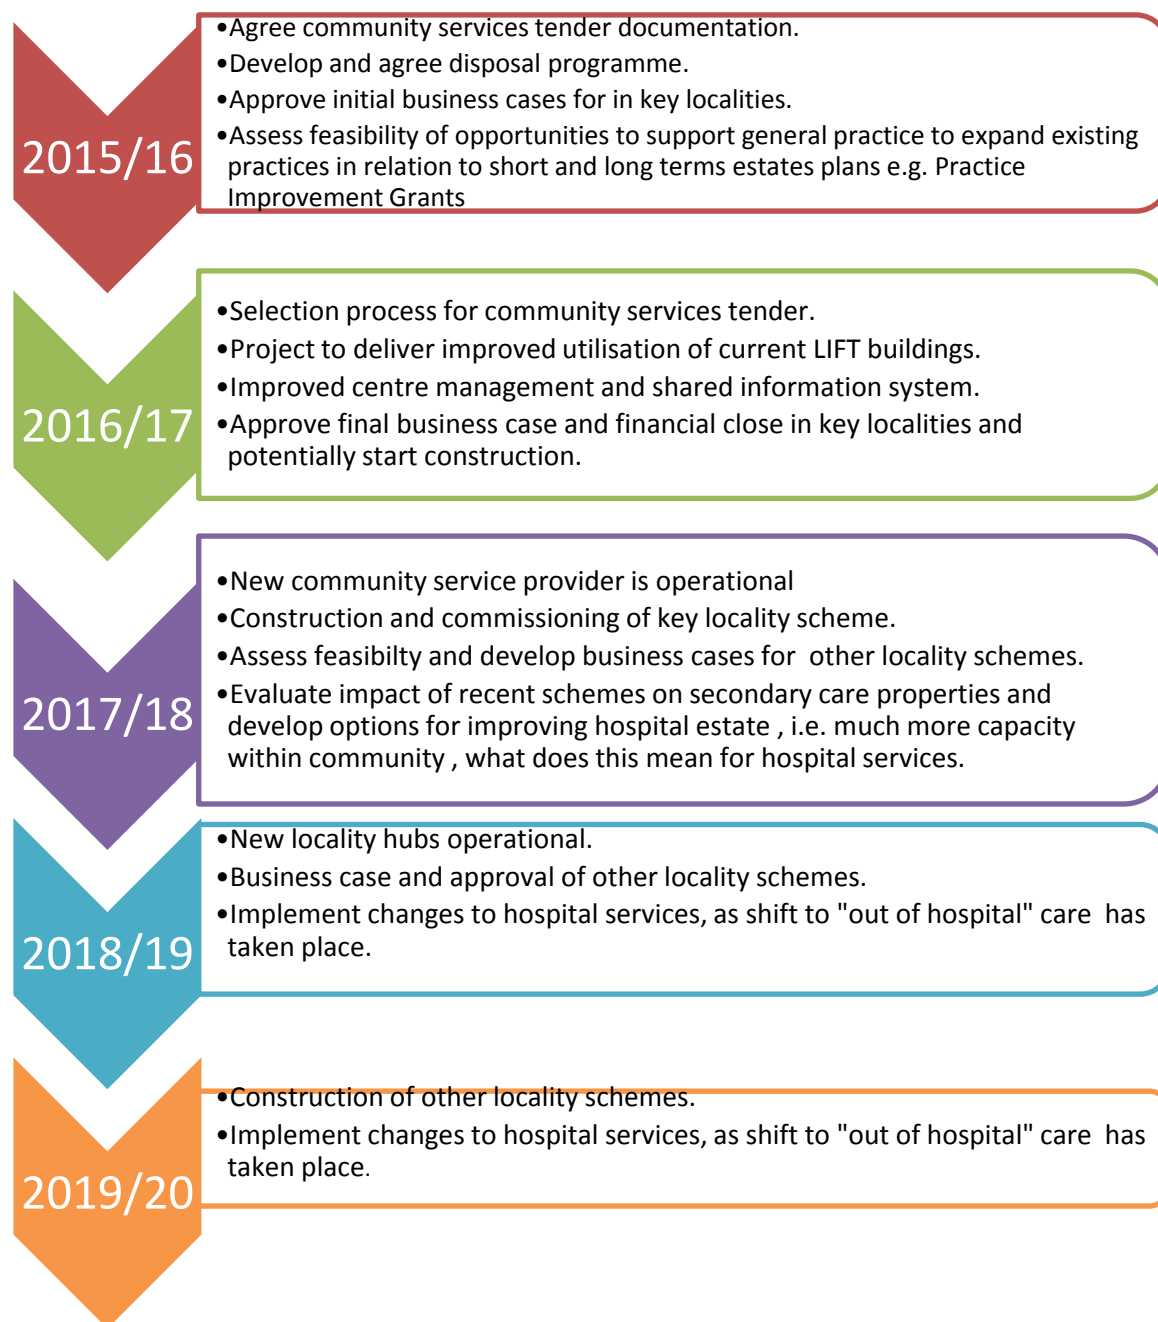 2015/16
•Agree community services tender documentation.
•Develop and agree disposal programme.
•Approve initial business cases for in key localities.
•Assess feasibility of opportunities to support general practice to expand existing
practices in relation to short and long terms estates plans e.g. Practice
Improvement Grants
2016/17
•Selection process for community services tender.
•Project to deliver improved utilisation of current LIFT buildings.
•Improved centre management and shared information system.
•Approve final business case and financial close in key localities and
potentially start construction.
2017/18
•New community service provider is operational
•Construction and commissioning of key locality scheme.
•Assess feasibilty and develop business cases for  other locality schemes.
•Evaluate impact of recent schemes on secondary care properties and
develop options for improving hospital estate , i.e. much more capacity
within community , what does this mean for hospital services.
2018/19
•New locality hubs operational.
•Business case and approval of other locality schemes.
•Implement changes to hospital services, as shift to "out of hospital" care  has
taken place.
2019/20
•Construction of other locality schemes.
•Implement changes to hospital services, as shift to "out of hospital" care  has
taken place.